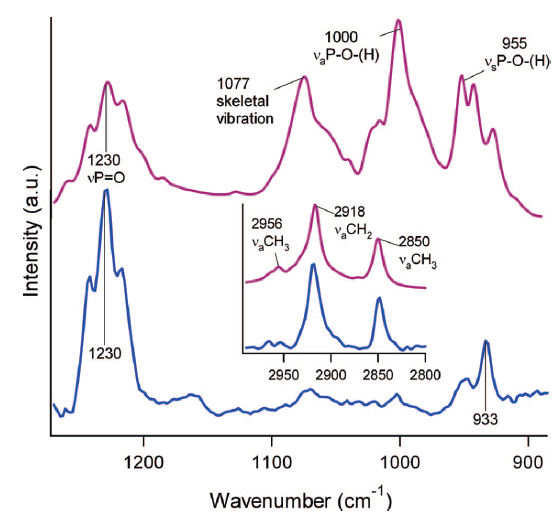 1000
νaP-O-(H)
955
νsP-O-(H)
1077
skeletal
vibration
1230
νP=O
2956
νaCH3
2918
νaCH2
2850
νaCH3
1230
2950 2900 2850 2800
933
1200 1100 1000 900
Intensity (a.u.)
Wavenumber (cm-1)